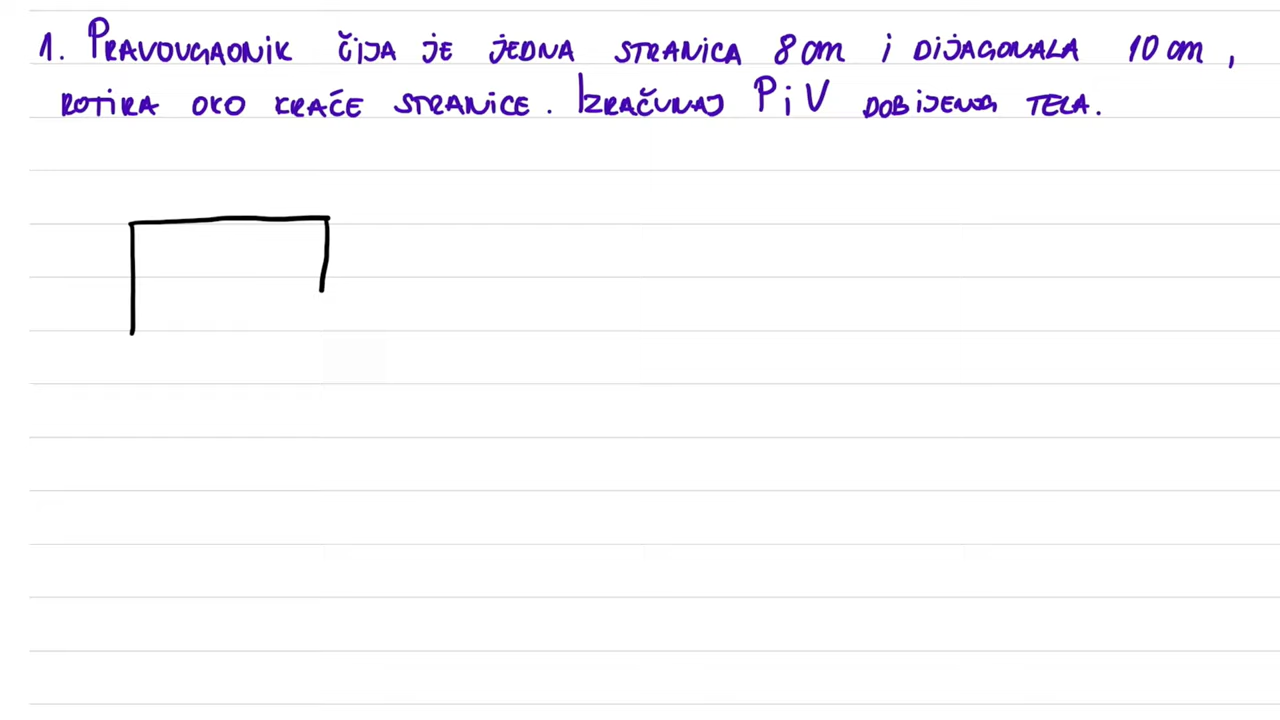 1. PRAVOUGAONIK ČIJA JE JEDNA STRANICA 8 cm i DIJAGONALA 10 cm,
ROTIRA OKO KRAĆE STRANICE. IZRAČUNAJ P i V DOBIJENOG TELA.